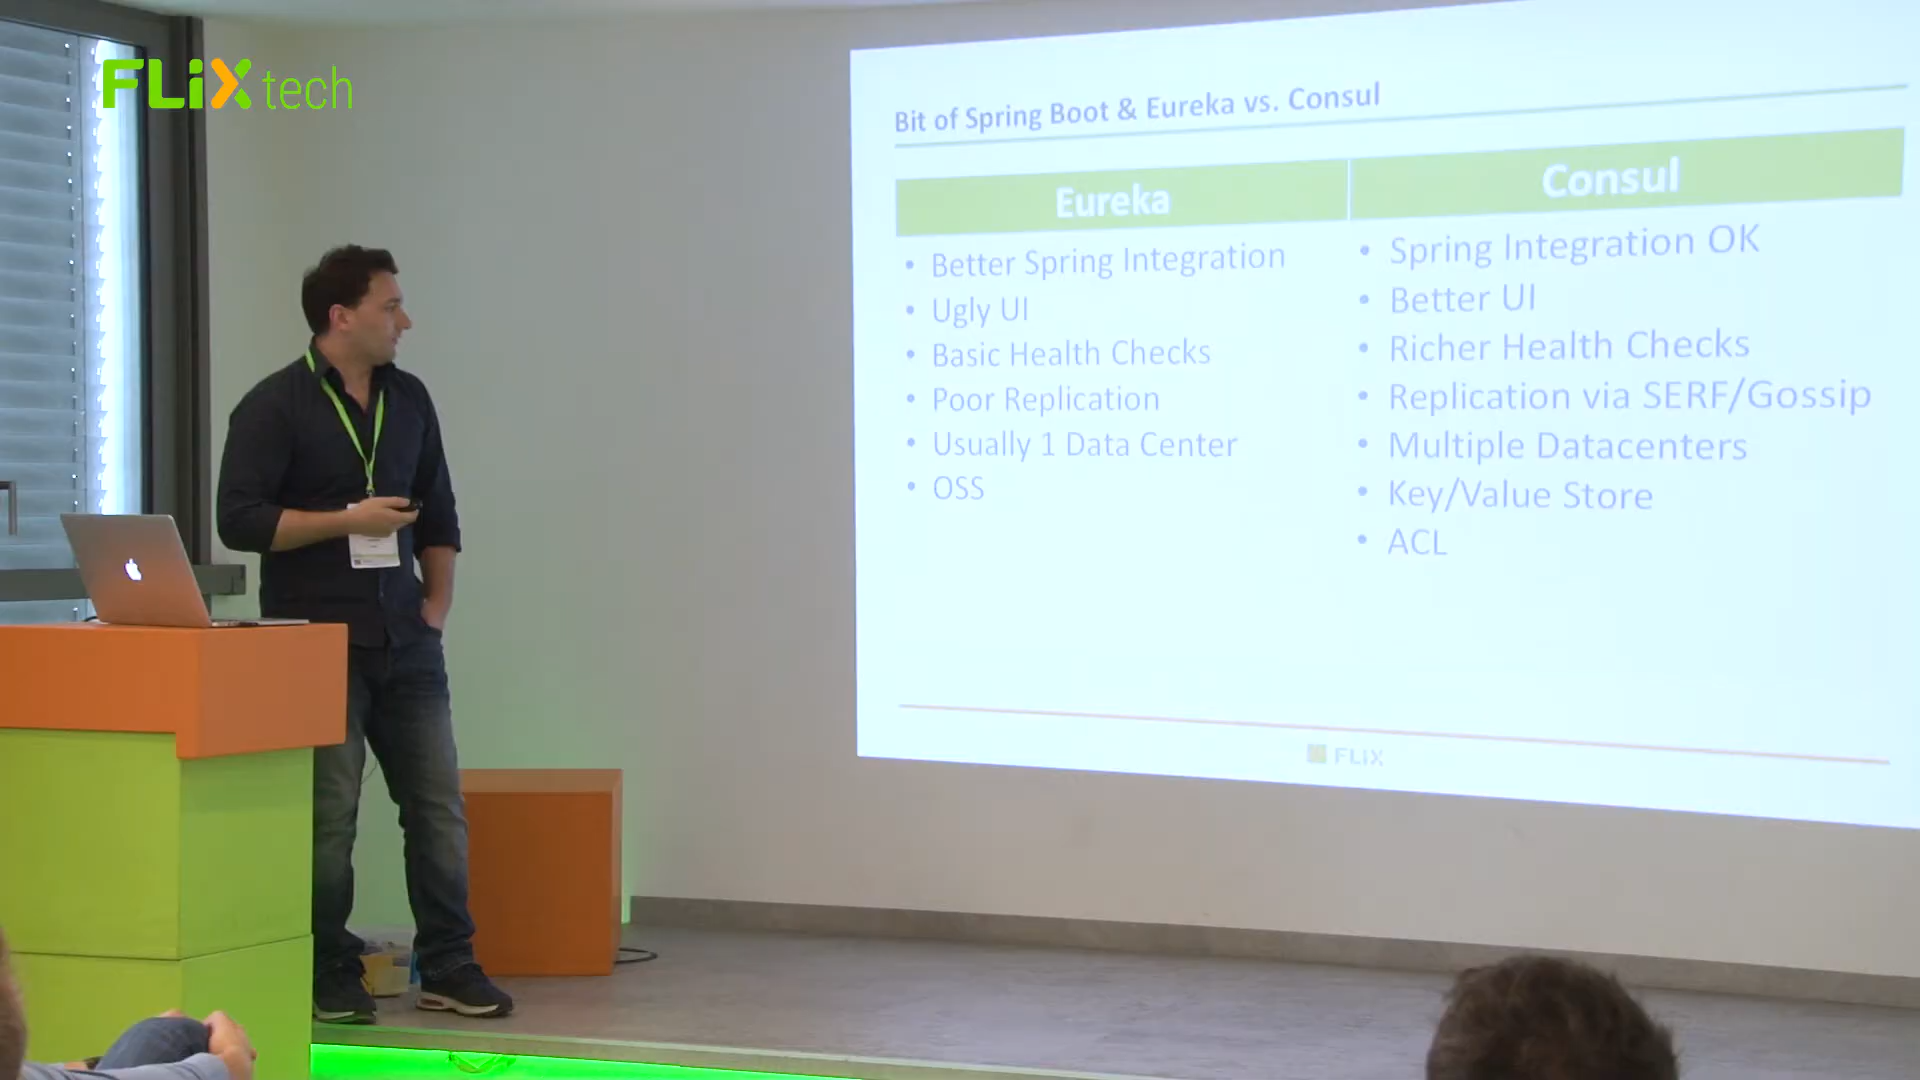 FLiX tech
Bit of Spring Boot & Eureka vs. Consul
Eureka
• Better Spring Integration
• Ugly UI
• Basic Health Checks
• Poor Replication
• Usually 1 Data Center
• OSS
Consul
• Spring Integration OK
• Better UI
• Richer Health Checks
• Replication via SERF/Gossip
• Multiple Datacenters
• Key/Value Store
• ACL
FLiX